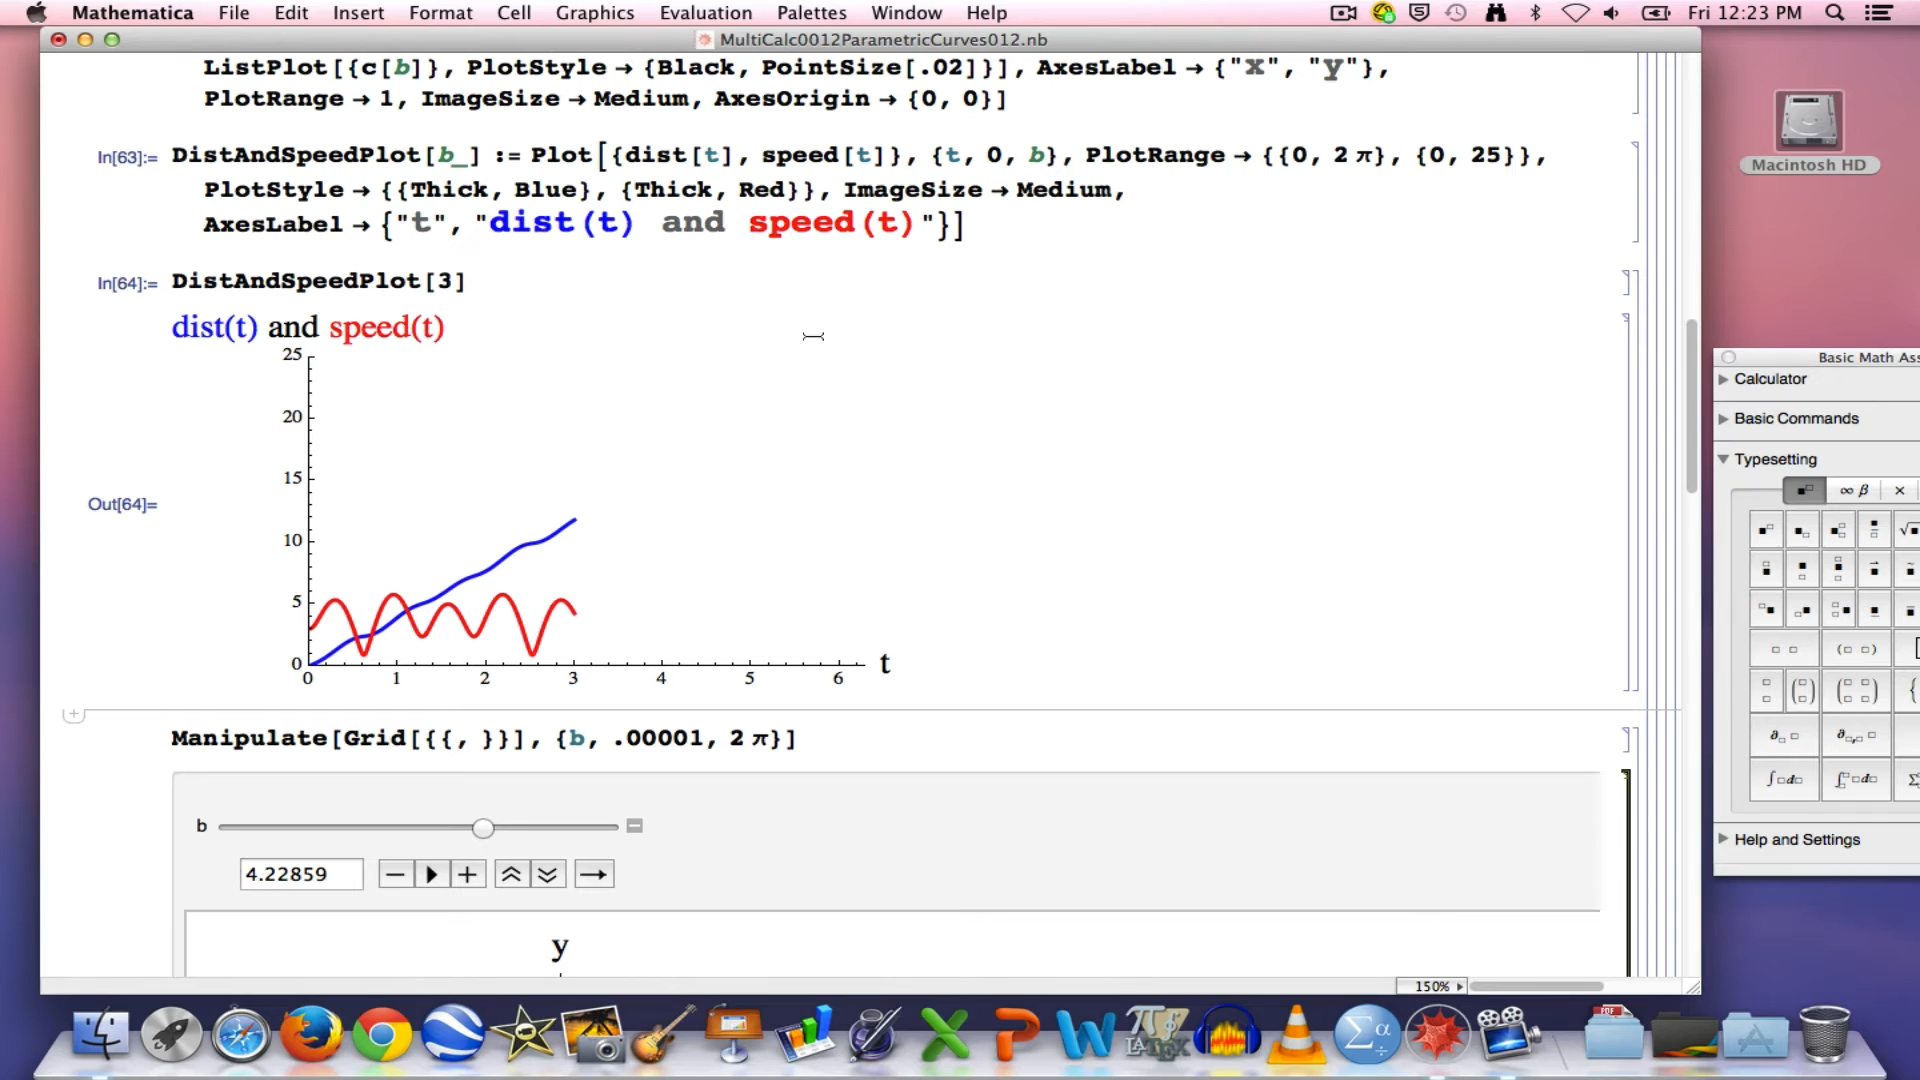 Mathematica File Edit Insert Format Cell Graphics Evaluation Palettes Window Help Fri 12:23 PM
MultiCalc0012ParametricCurves012.nb
ListPlot[{c[b]}, PlotStyle → {Black, PointSize[.02]}], AxesLabel → {"x", "y"},
PlotRange → 1, ImageSize → Medium, AxesOrigin → {0, 0}]
Macintosh HD
In[63]:= DistAndSpeedPlot[b_] := Plot[{dist[t], speed[t]}, {t, 0, b}, PlotRange → {{0, 2 π}, {0, 25}},
PlotStyle → {{Thick, Blue}, {Thick, Red}}, ImageSize → Medium,
AxesLabel → {"t", "dist(t) and speed(t)"}]
In[64]:= DistAndSpeedPlot[3]
dist(t) and speed(t)
25
20
15
Out[64]=
10
5
0
0 1 2 3 4 5 6 t
Manipulate[Grid[{{, }}], {b, .00001, 2 π}]
b
4.22859
y
150%
Basic Math Ass
Calculator
Basic Commands
Typesetting
∞ β ×
∂ ∂,
∫ d ∫ d Σ
Help and Settings